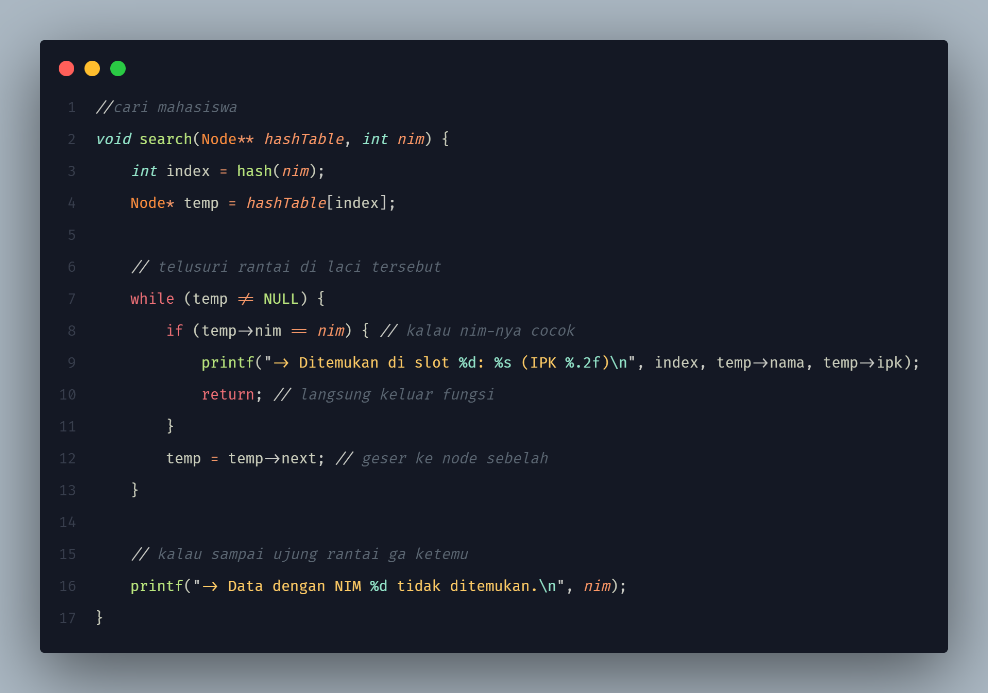 1 //cari mahasiswa
2 void search(Node** hashTable, int nim) {
3     int index = hash(nim);
4     Node* temp = hashTable[index];
5
6     // telusuri rantai di laci tersebut
7     while (temp != NULL) {
8         if (temp->nim == nim) { // kalau nim-nya cocok
9             printf("-> Ditemukan di slot %d: %s (IPK %.2f)\n", index, temp->nama, temp->ipk);
10             return; // langsung keluar fungsi
11         }
12         temp = temp->next; // geser ke node sebelah
13     }
14
15     // kalau sampai ujung rantai ga ketemu
16     printf("-> Data dengan NIM %d tidak ditemukan.\n", nim);
17 }